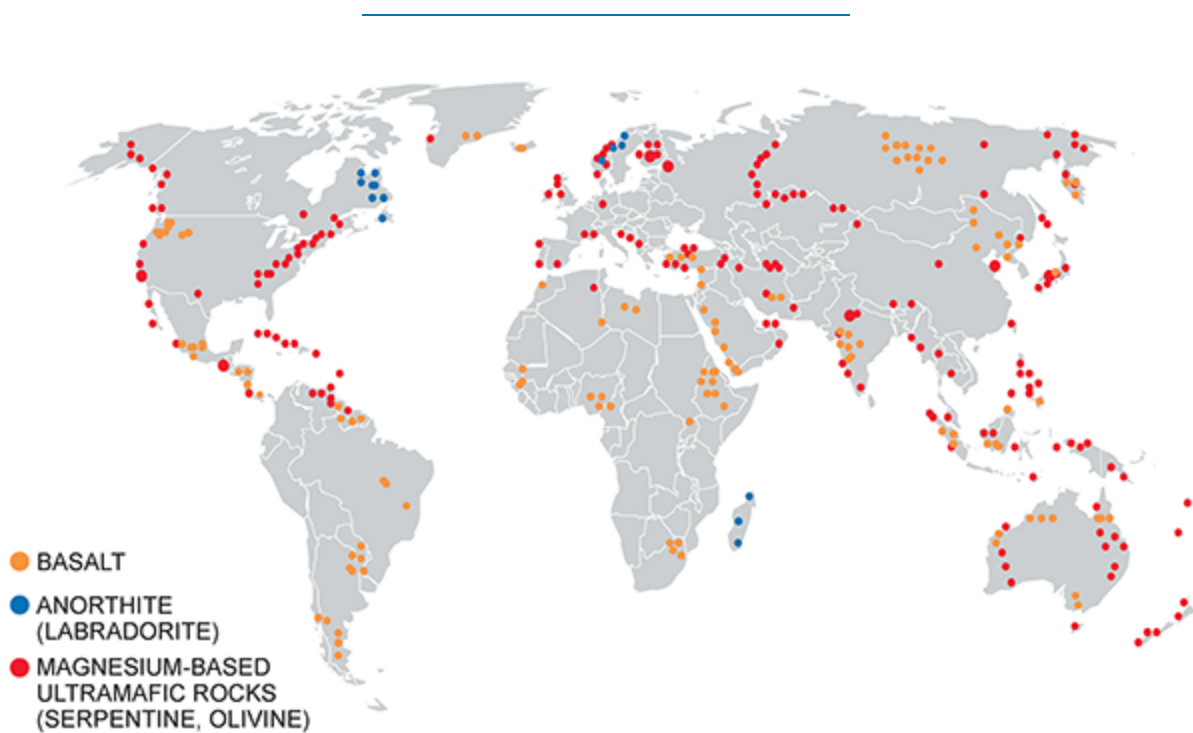 BASALT
ANORTHITE
(LABRADORITE)
MAGNESIUM-BASED
ULTRAMAFIC ROCKS
(SERPENTINE, OLIVINE)